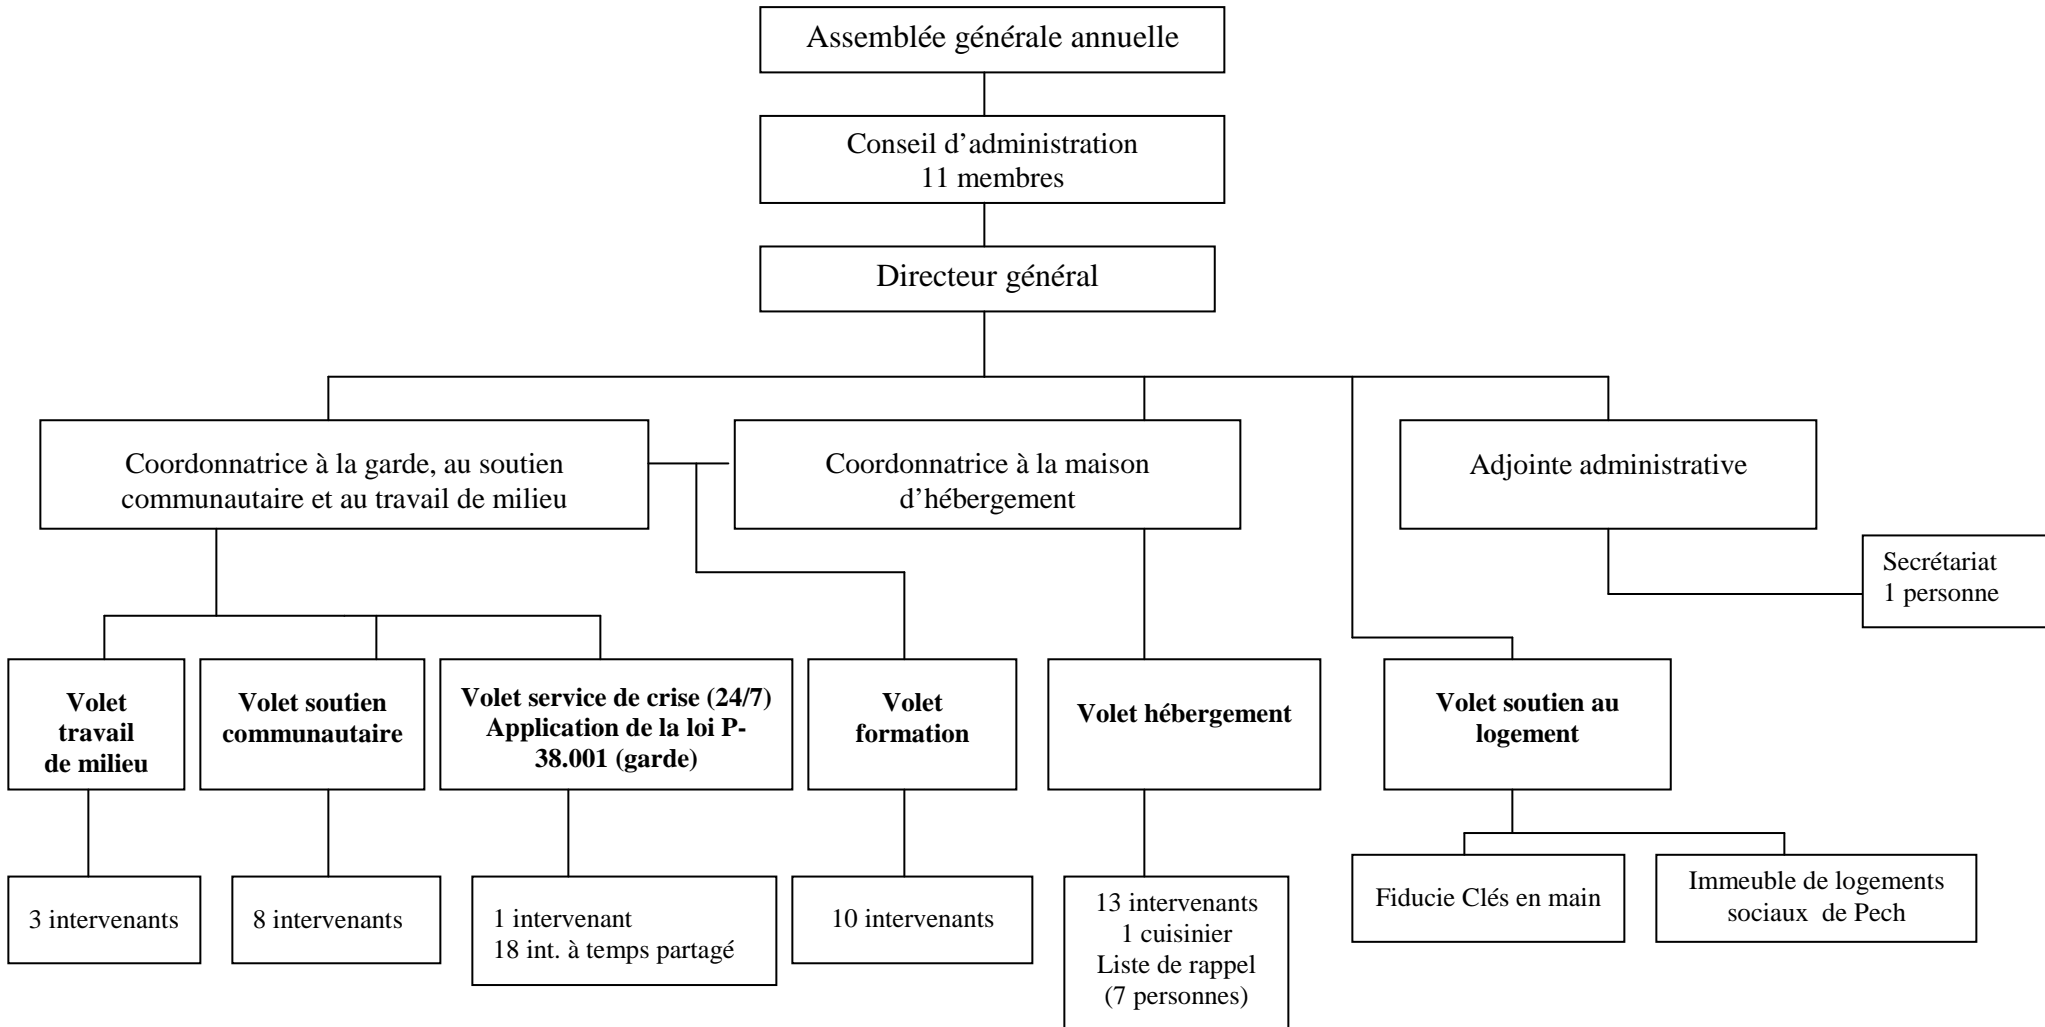 Assemblée générale annuelle
Conseil d’administration
11 membres
Directeur général
Coordonnatrice à la garde, au soutien
communautaire et au travail de milieu
Coordonnatrice à la maison
d’hébergement
Adjointe administrative
Secrétariat
1 personne
Volet
travail
de milieu
Volet soutien
communautaire
Volet service de crise (24/7)
Application de la loi P-
38.001 (garde)
Volet
formation
Volet hébergement
Volet soutien au
logement
3 intervenants
8 intervenants
1 intervenant
18 int. à temps partagé
10 intervenants
13 intervenants
1 cuisinier
Liste de rappel
(7 personnes)
Fiducie Clés en main
Immeuble de logements
sociaux de Pech